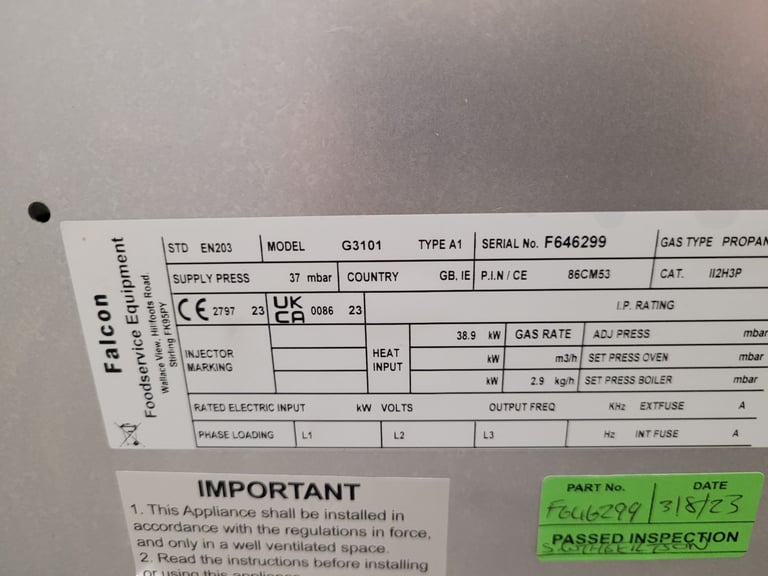 Falcon
Foodservice Equipment
Wallace View, Hillfoots Road.
Stirling FK95PY
STD EN203 MODEL G3101 TYPE A1 SERIAL No. F646299 GAS TYPE PROPAN
SUPPLY PRESS 37 mbar COUNTRY GB, IE P.I.N / CE 86CM53 CAT. II2H3P
CE 2797 23 UKCA 0086 23 I.P. RATING
INJECTOR MARKING HEAT INPUT
38.9 kW GAS RATE ADJ PRESS mbar
kW m3/h SET PRESS OVEN mbar
kW 2.9 kg/h SET PRESS BOILER mbar
RATED ELECTRIC INPUT kW VOLTS OUTPUT FREQ KHz EXTFUSE A
PHASE LOADING L1 L2 L3 Hz INT FUSE A
IMPORTANT
1. This Appliance shall be installed in
accordance with the regulations in force,
and only in a well ventilated space.
2. Read the instructions before installing
or using this appliance
PART No. DATE
F646299 3/8/23
PASSED INSPECTION